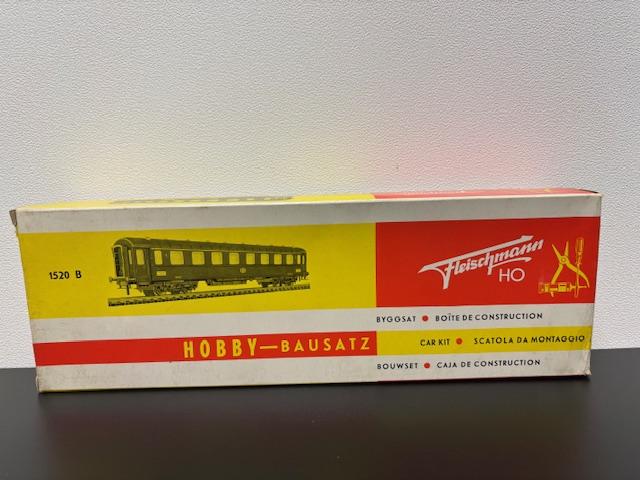 1520 B
Fleischmann
HO
BYGGSAT • BOÎTE DE CONSTRUCTION
HOBBY—BAUSATZ
CAR KIT • SCATOLA DA MONTAGGIO
BOUWSET • CAJA DE CONSTRUCTION